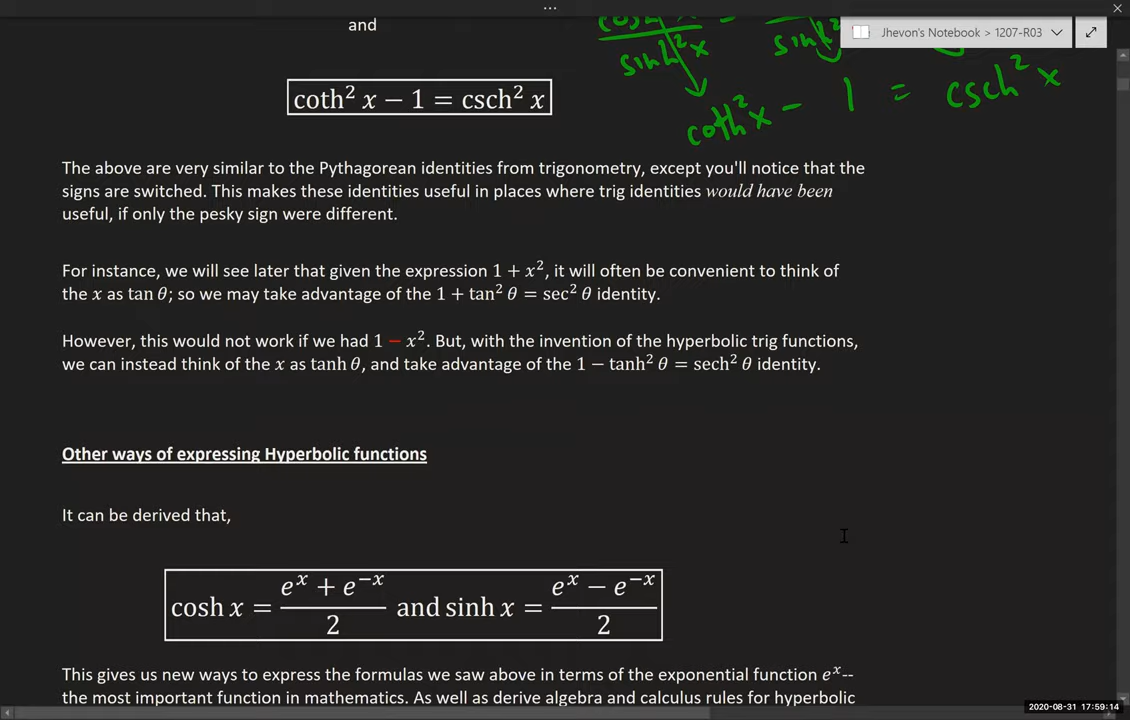 and
cosh² x
sinh² x
sinh² x
Jhevon's Notebook > 1207-R03
coth² x − 1 = csch² x
coth² x − 1 = csch² x
The above are very similar to the Pythagorean identities from trigonometry, except you'll notice that the
signs are switched. This makes these identities useful in places where trig identities would have been
useful, if only the pesky sign were different.
For instance, we will see later that given the expression 1 + x², it will often be convenient to think of
the x as tan θ; so we may take advantage of the 1 + tan² θ = sec² θ identity.
However, this would not work if we had 1 − x². But, with the invention of the hyperbolic trig functions,
we can instead think of the x as tanh θ, and take advantage of the 1 − tanh² θ = sech² θ identity.
Other ways of expressing Hyperbolic functions
It can be derived that,
cosh x = (eˣ + e⁻ˣ)/2 and sinh x = (eˣ − e⁻ˣ)/2
This gives us new ways to express the formulas we saw above in terms of the exponential function eˣ--
the most important function in mathematics. As well as derive algebra and calculus rules for hyperbolic
2020-08-31 17:59:14